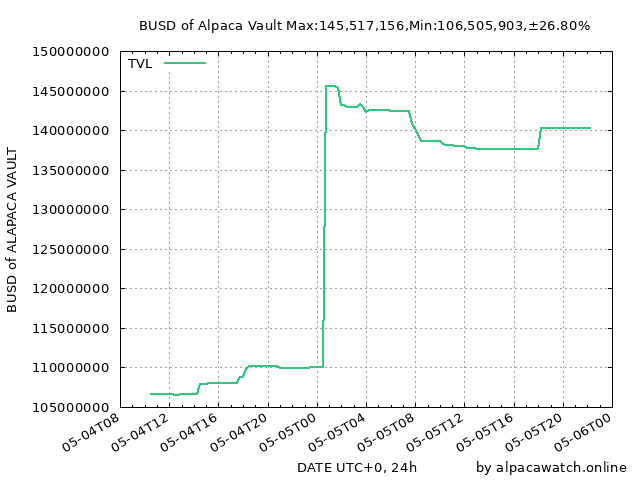 BUSD of Alpaca Vault Max:145,517,156,Min:106,505,903,±26.80%
150000000
TVL
145000000
140000000
135000000
130000000
125000000
120000000
115000000
110000000
105000000
BUSD of ALAPACA VAULT
05-04T08
05-04T12
05-04T16
05-04T20
05-05T00
05-05T04
05-05T08
05-05T12
05-05T16
05-05T20
05-06T00
DATE UTC+0, 24h
by alpacawatch.online